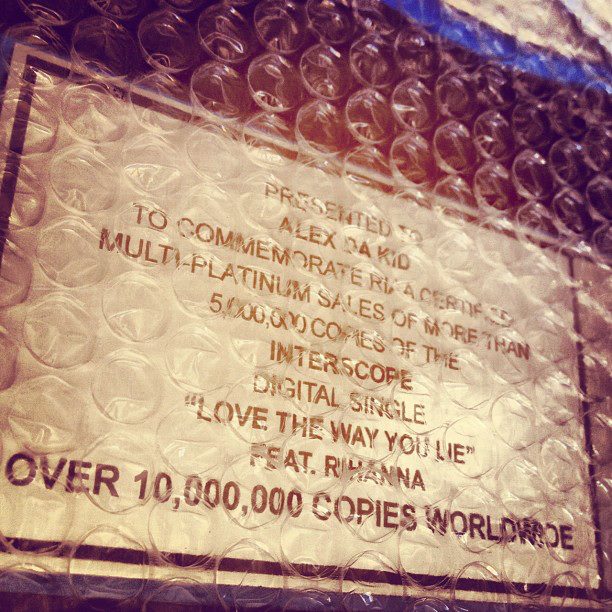 PRESENTED TO
ALEX DA KID
TO COMMEMORATE RIAA CERTIFIED
MULTI-PLATINUM SALES OF MORE THAN
5,000,000 COPIES OF THE
INTERSCOPE
DIGITAL SINGLE
"LOVE THE WAY YOU LIE"
FEAT. RIHANNA
OVER 10,000,000 COPIES WORLDWIDE